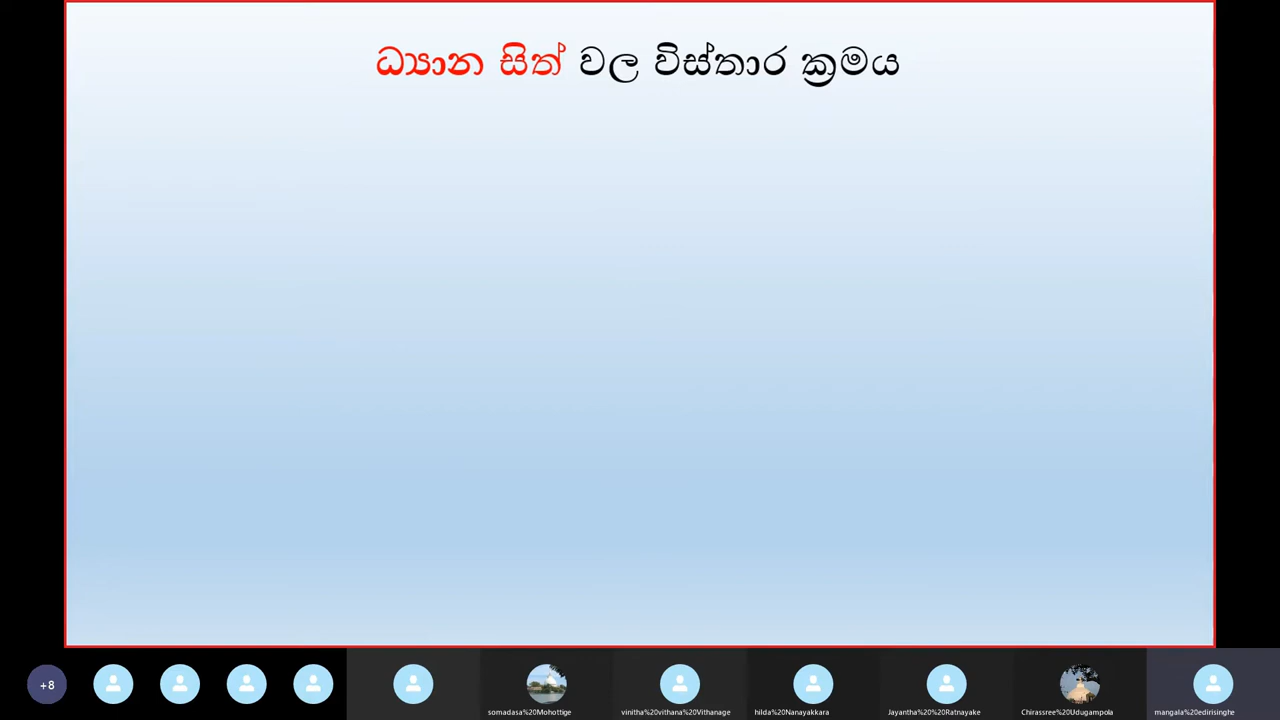 ධ්‍යාන සිත් වල විස්තාර ක්‍රමය
+8
somadasa%20Mohottige
vinitha%20vithana%20Vithanage
hilda%20Nanayakkara
Jayantha%20%20Ratnayake
Chirassree%20Udugampola
mangala%20edirisinghe